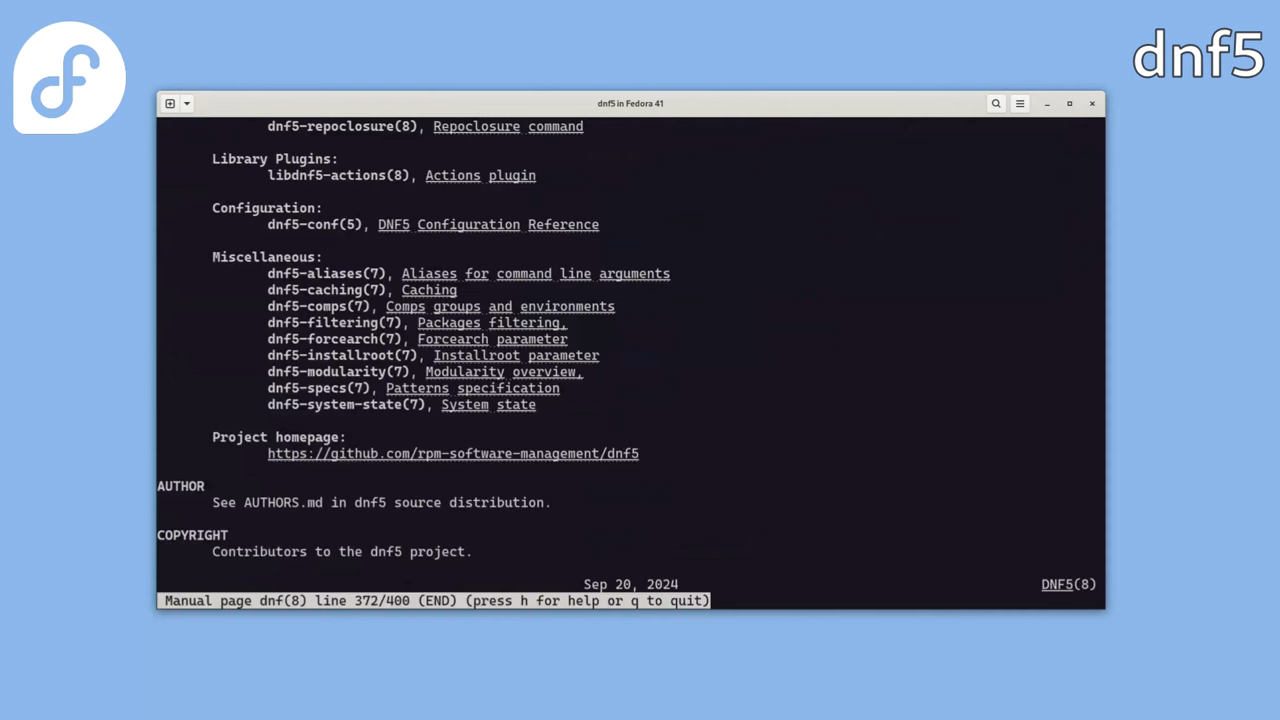 dnf5
dnf5 in Fedora 41
dnf5-repoclosure(8), Repoclosure command
Library Plugins:
libdnf5-actions(8), Actions plugin
Configuration:
dnf5-conf(5), DNF5 Configuration Reference
Miscellaneous:
dnf5-aliases(7), Aliases for command line arguments
dnf5-caching(7), Caching
dnf5-comps(7), Comps groups and environments
dnf5-filtering(7), Packages filtering,
dnf5-forcearch(7), Forcearch parameter
dnf5-installroot(7), Installroot parameter
dnf5-modularity(7), Modularity overview,
dnf5-specs(7), Patterns specification
dnf5-system-state(7), System state
Project homepage:
https://github.com/rpm-software-management/dnf5
AUTHOR
See AUTHORS.md in dnf5 source distribution.
COPYRIGHT
Contributors to the dnf5 project.
Sep 20, 2024 DNF5(8)
Manual page dnf(8) line 372/400 (END) (press h for help or q to quit)